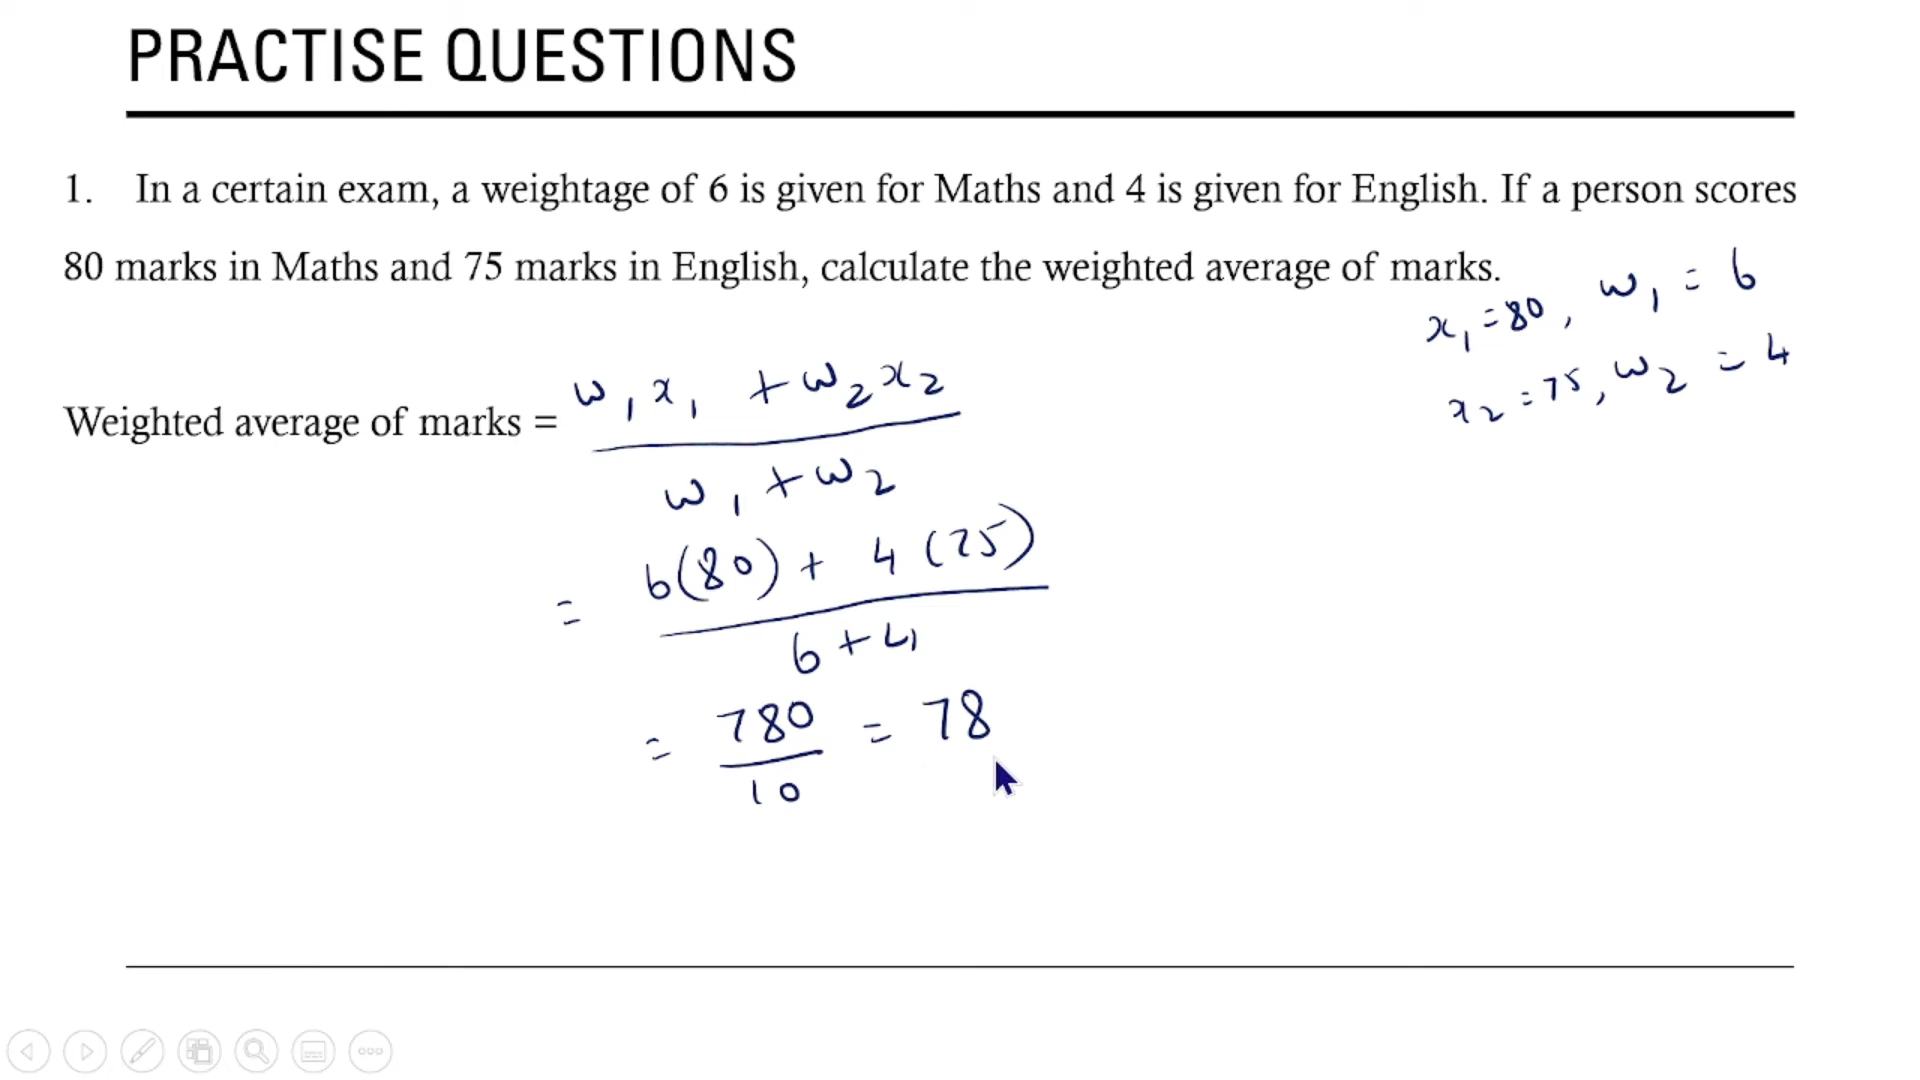 PRACTISE QUESTIONS
1. In a certain exam, a weightage of 6 is given for Maths and 4 is given for English. If a person scores
80 marks in Maths and 75 marks in English, calculate the weighted average of marks.
x₁ = 80, w₁ = 6
x₂ = 75, w₂ = 4
Weighted average of marks = w₁x₁ + w₂x₂
w₁ + w₂
= 6(80) + 4(75)
6+4
= 780 = 78
10